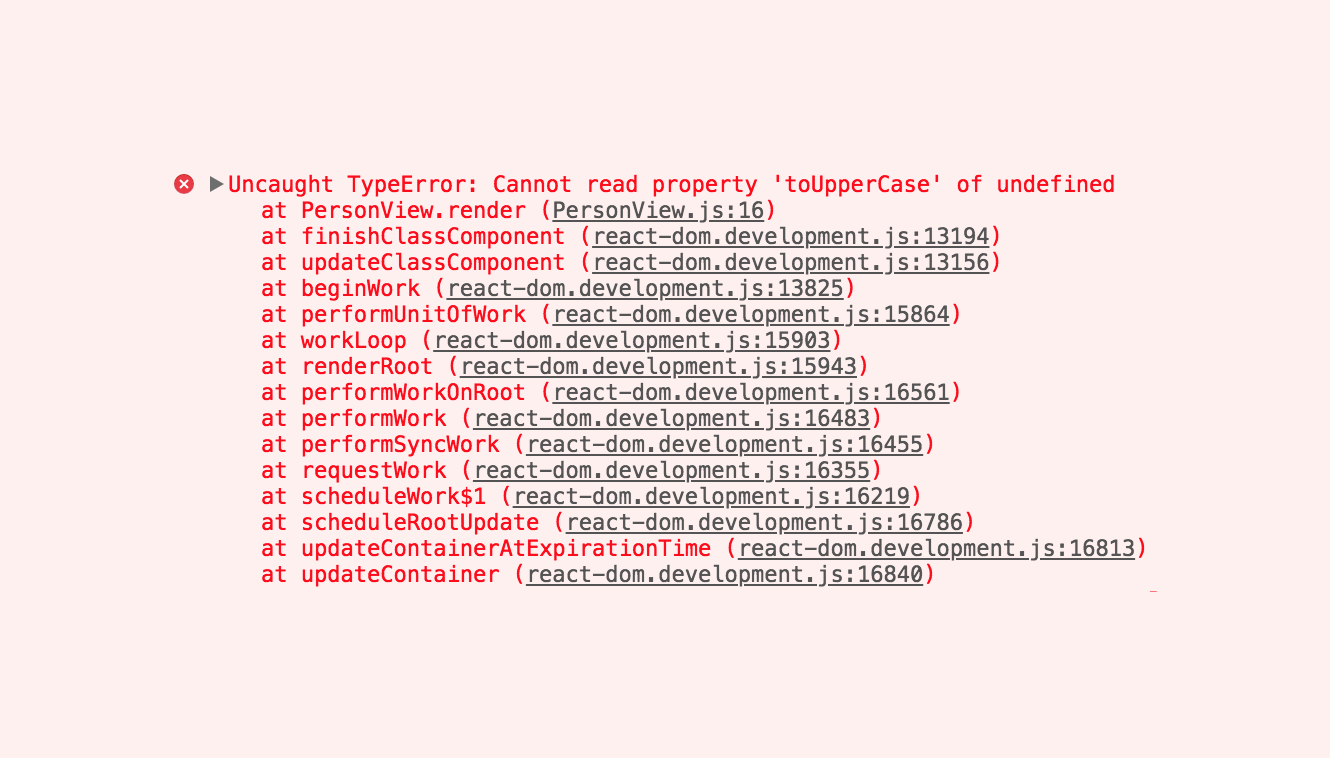 Uncaught TypeError: Cannot read property 'toUpperCase' of undefined
at PersonView.render (PersonView.js:16)
at finishClassComponent (react-dom.development.js:13194)
at updateClassComponent (react-dom.development.js:13156)
at beginWork (react-dom.development.js:13825)
at performUnitOfWork (react-dom.development.js:15864)
at workLoop (react-dom.development.js:15903)
at renderRoot (react-dom.development.js:15943)
at performWorkOnRoot (react-dom.development.js:16561)
at performWork (react-dom.development.js:16483)
at performSyncWork (react-dom.development.js:16455)
at requestWork (react-dom.development.js:16355)
at scheduleWork$1 (react-dom.development.js:16219)
at scheduleRootUpdate (react-dom.development.js:16786)
at updateContainerAtExpirationTime (react-dom.development.js:16813)
at updateContainer (react-dom.development.js:16840)